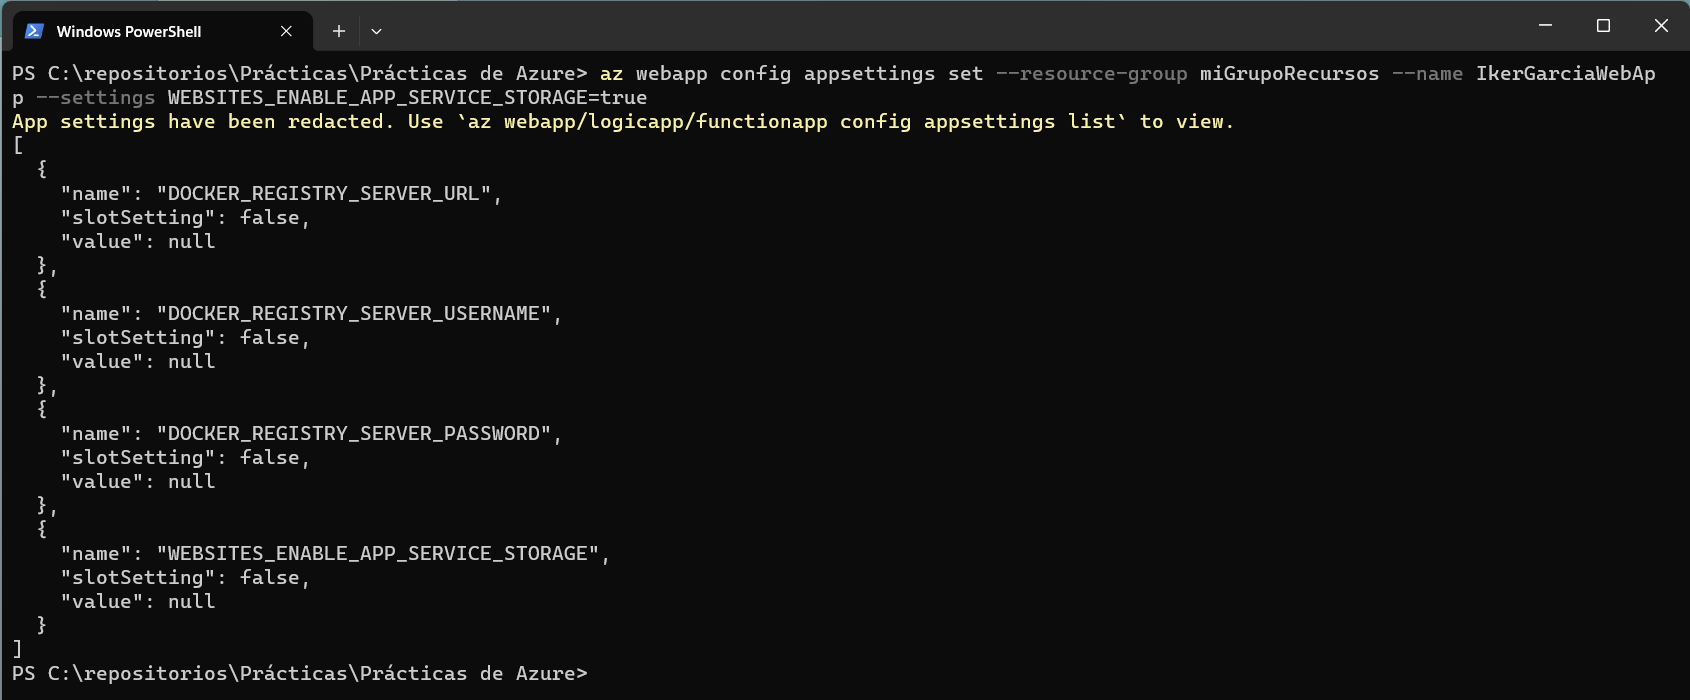 Windows PowerShell
PS C:\repositorios\Prácticas\Prácticas de Azure> az webapp config appsettings set --resource-group miGrupoRecursos --name IkerGarciaWebAp
p --settings WEBSITES_ENABLE_APP_SERVICE_STORAGE=true
App settings have been redacted. Use `az webapp/logicapp/functionapp config appsettings list` to view.
[
  {
    "name": "DOCKER_REGISTRY_SERVER_URL",
    "slotSetting": false,
    "value": null
  },
  {
    "name": "DOCKER_REGISTRY_SERVER_USERNAME",
    "slotSetting": false,
    "value": null
  },
  {
    "name": "DOCKER_REGISTRY_SERVER_PASSWORD",
    "slotSetting": false,
    "value": null
  },
  {
    "name": "WEBSITES_ENABLE_APP_SERVICE_STORAGE",
    "slotSetting": false,
    "value": null
  }
]
PS C:\repositorios\Prácticas\Prácticas de Azure>